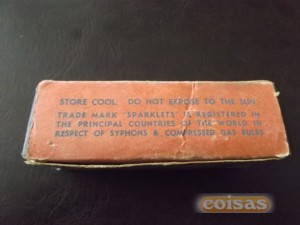 STORE COOL. DO NOT EXPOSE TO THE SUN.
TRADE MARK "SPARKLETS" IS REGISTERED IN
THE PRINCIPAL COUNTRIES OF THE WORLD IN
RESPECT OF SYPHONS & COMPRESSED GAS BULBS
coisas